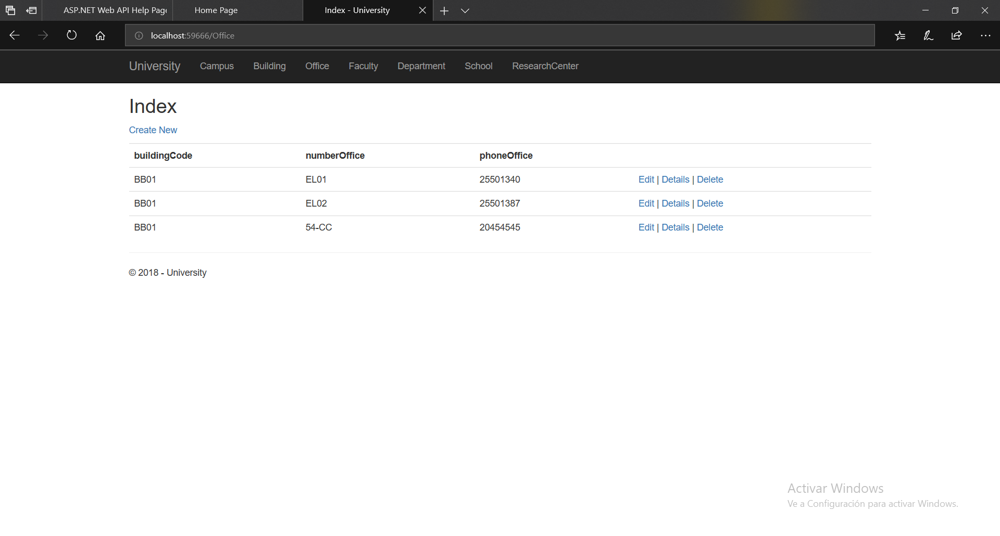 ASP.NET Web API Help Page
Home Page
Index - University
localhost:59666/Office
University Campus Building Office Faculty Department School ResearchCenter
Index
Create New
buildingCode numberOffice phoneOffice
BB01 EL01 25501340 Edit | Details | Delete
BB01 EL02 25501387 Edit | Details | Delete
BB01 54-CC 20454545 Edit | Details | Delete
© 2018 - University
Activar Windows
Ve a Configuración para activar Windows.